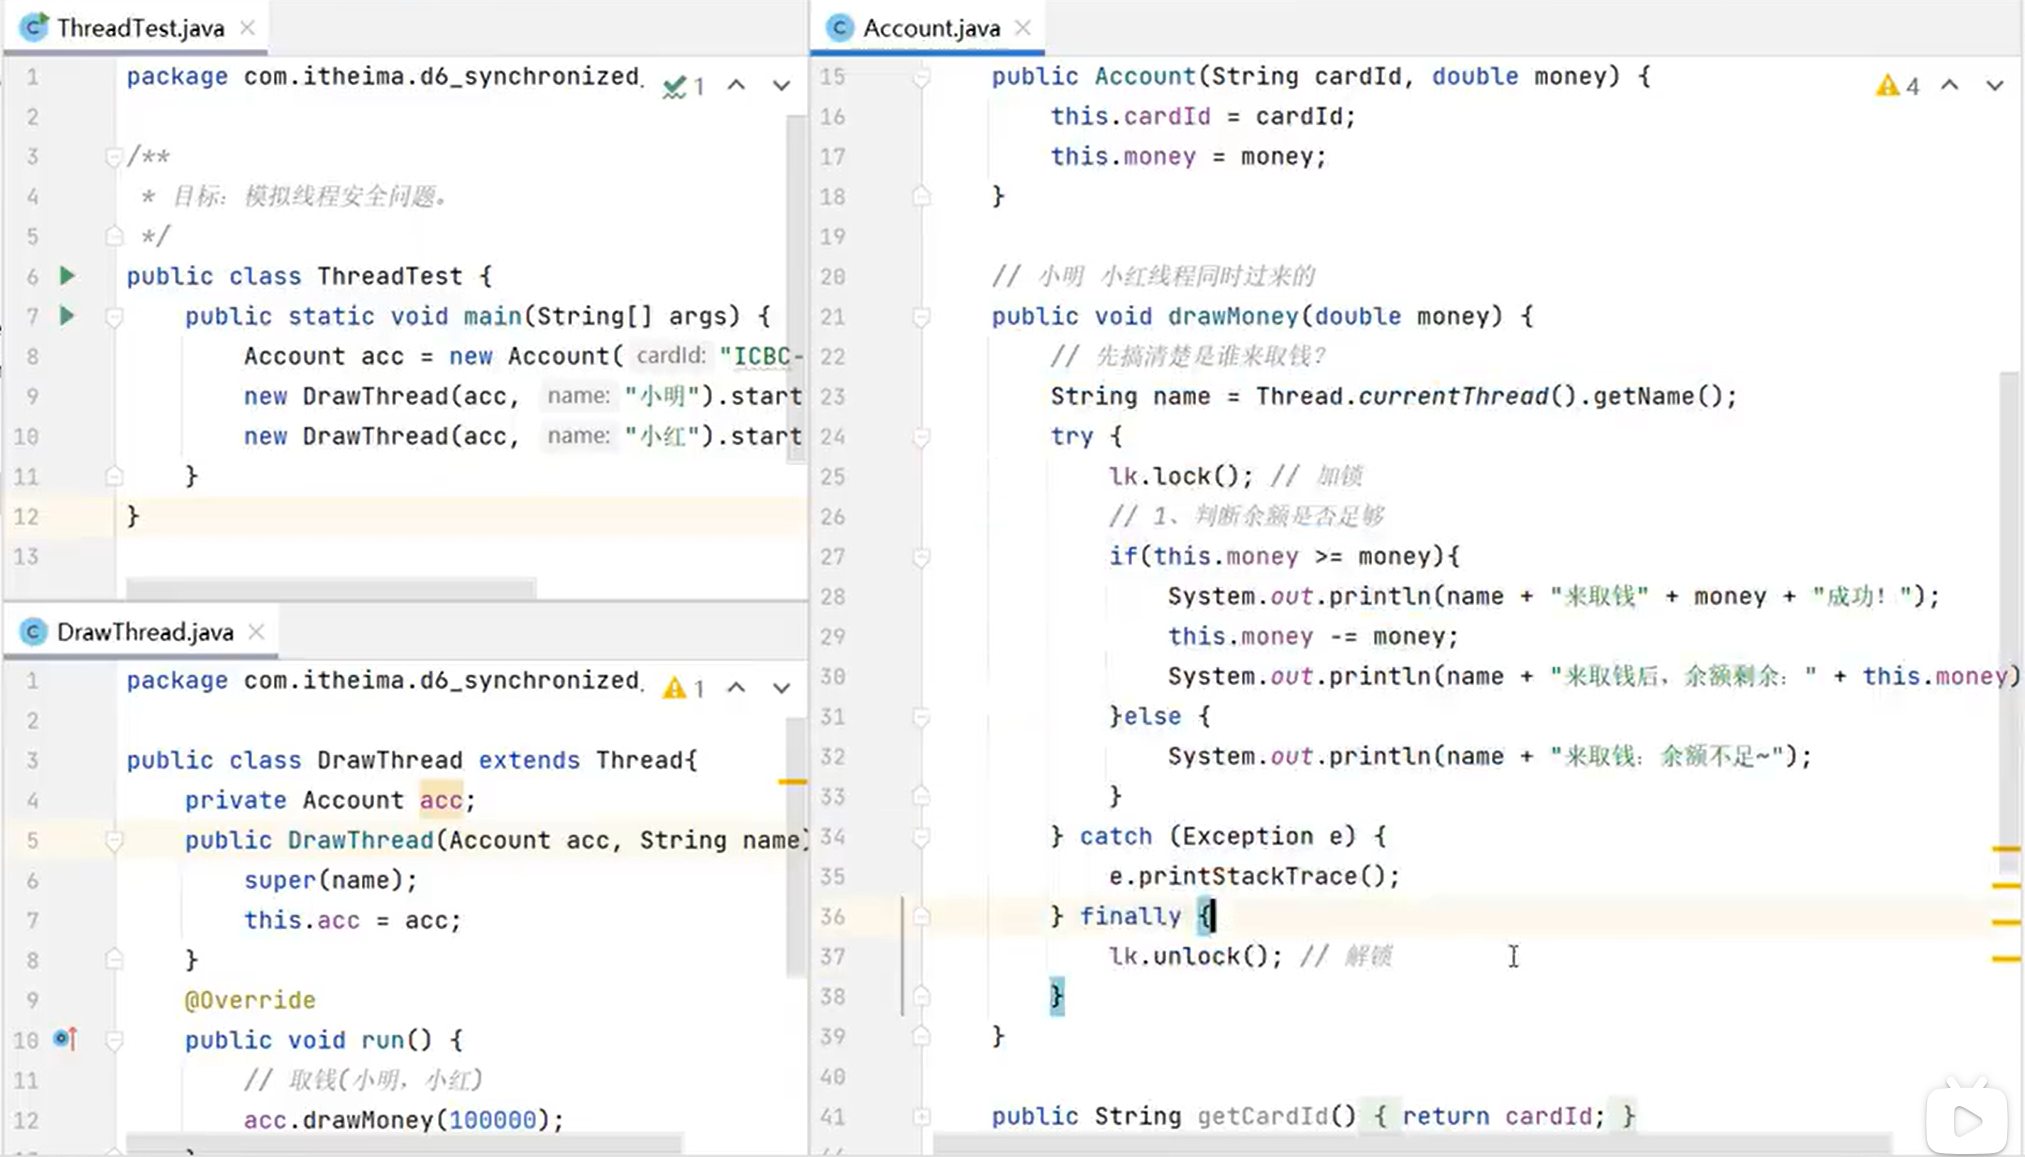 ThreadTest.java
1 package com.itheima.d6_synchronized.
1
2
3 /**
4 * 目标：模拟线程安全问题。
5 */
6 public class ThreadTest {
7 public static void main(String[] args) {
8 Account acc = new Account( cardId: "ICBC-
9 new DrawThread(acc, name: "小明").start
10 new DrawThread(acc, name: "小红").start
11 }
12 }
13
DrawThread.java
1 package com.itheima.d6_synchronized.
1
2
3 public class DrawThread extends Thread{
4 private Account acc;
5 public DrawThread(Account acc, String name)
6 super(name);
7 this.acc = acc;
8 }
9 @Override
10 public void run() {
11 // 取钱(小明，小红)
12 acc.drawMoney(100000);
Account.java
15 public Account(String cardId, double money) {
4
16 this.cardId = cardId;
17 this.money = money;
18 }
19
20 // 小明 小红线程同时过来的
21 public void drawMoney(double money) {
22 // 先搞清楚是谁来取钱？
23 String name = Thread.currentThread().getName();
24 try {
25 lk.lock(); // 加锁
26 // 1、判断余额是否足够
27 if(this.money >= money){
28 System.out.println(name + "来取钱" + money + "成功！");
29 this.money -= money;
30 System.out.println(name + "来取钱后，余额剩余：" + this.money)
31 }else {
32 System.out.println(name + "来取钱：余额不足~");
33 }
34 } catch (Exception e) {
35 e.printStackTrace();
36 } finally {
37 lk.unlock(); // 解锁
38 }
39 }
40
41 public String getCardId() { return cardId; }